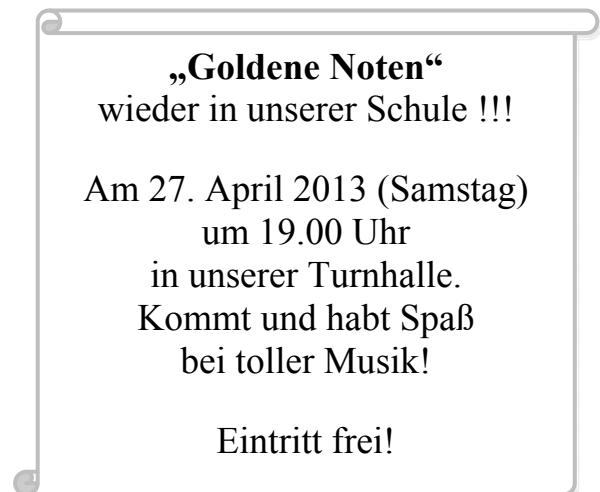 „Goldene Noten“
wieder in unserer Schule !!!
Am 27. April 2013 (Samstag)
um 19.00 Uhr
in unserer Turnhalle.
Kommt und habt Spaß
bei toller Musik!
Eintritt frei!